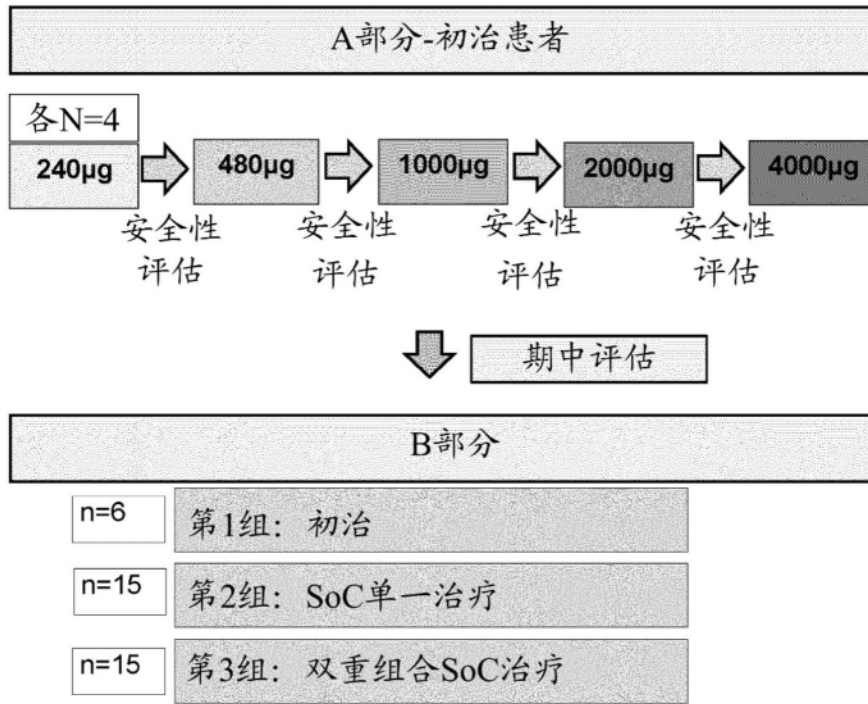 A部分-初治患者
各N=4
240μg
480μg
1000μg
2000μg
4000μg
安全性
评估
安全性
评估
安全性
评估
安全性
评估
期中评估
B部分
n=6
第1组: 初治
n=15
第2组: SoC单一治疗
n=15
第3组: 双重组合SoC治疗